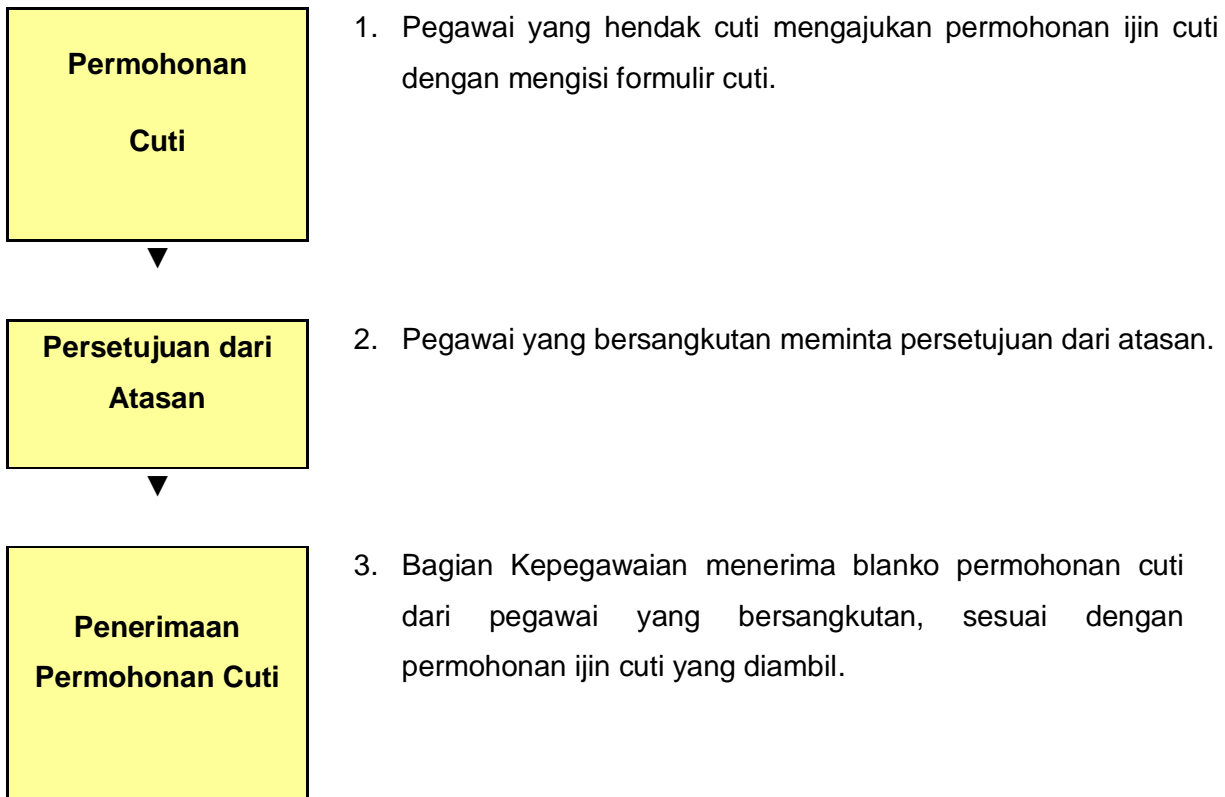 Permohonan
Cuti
1. Pegawai yang hendak cuti mengajukan permohonan ijin cuti
dengan mengisi formulir cuti.
▼
Persetujuan dari
Atasan
2. Pegawai yang bersangkutan meminta persetujuan dari atasan.
▼
Penerimaan
Permohonan Cuti
3. Bagian Kepegawaian menerima blanko permohonan cuti
dari pegawai yang bersangkutan, sesuai dengan
permohonan ijin cuti yang diambil.